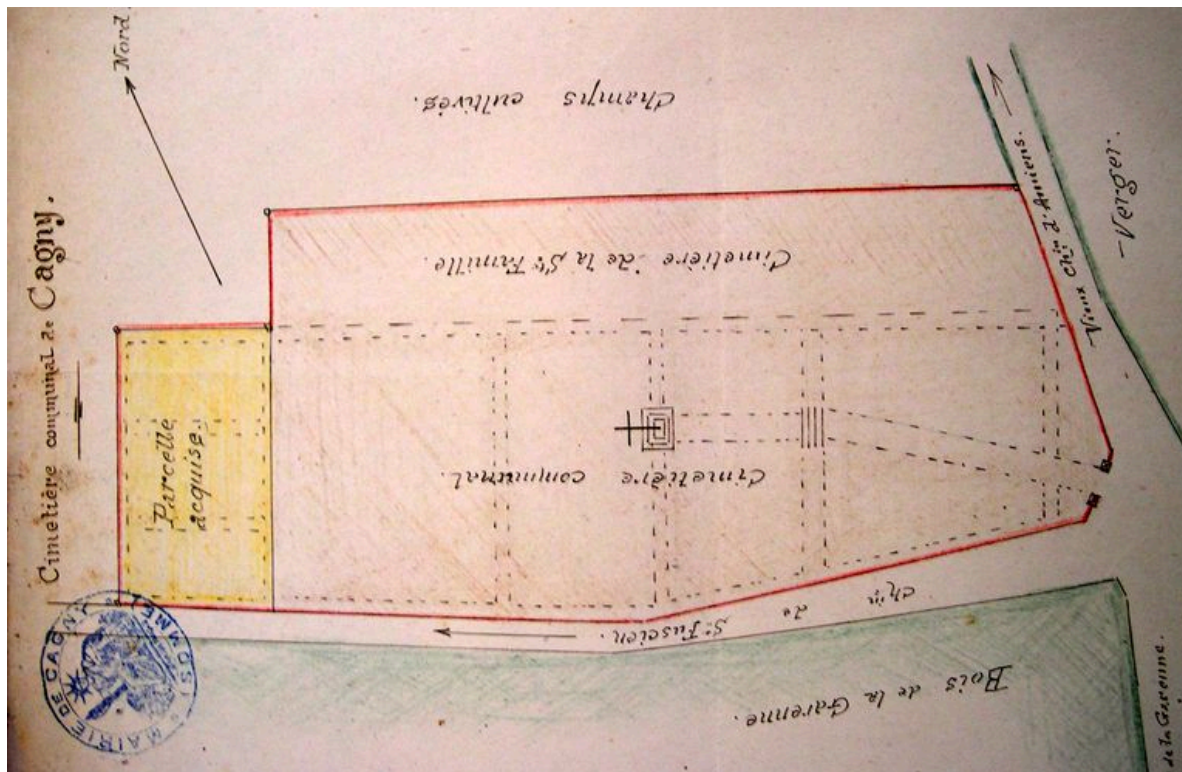 Cimetière communal de Cagny.
Nord
Champs cultivés.
Cimetière de la Ste Famille.
Vieux Chin d'Amiens.
Verger.
Parcelle
acquise.
Cimetière communal.
Chin de St Fuscien.
Bois de la Garenne.
de la Garenne
MAIRIE DE CAGNY (SOMME)